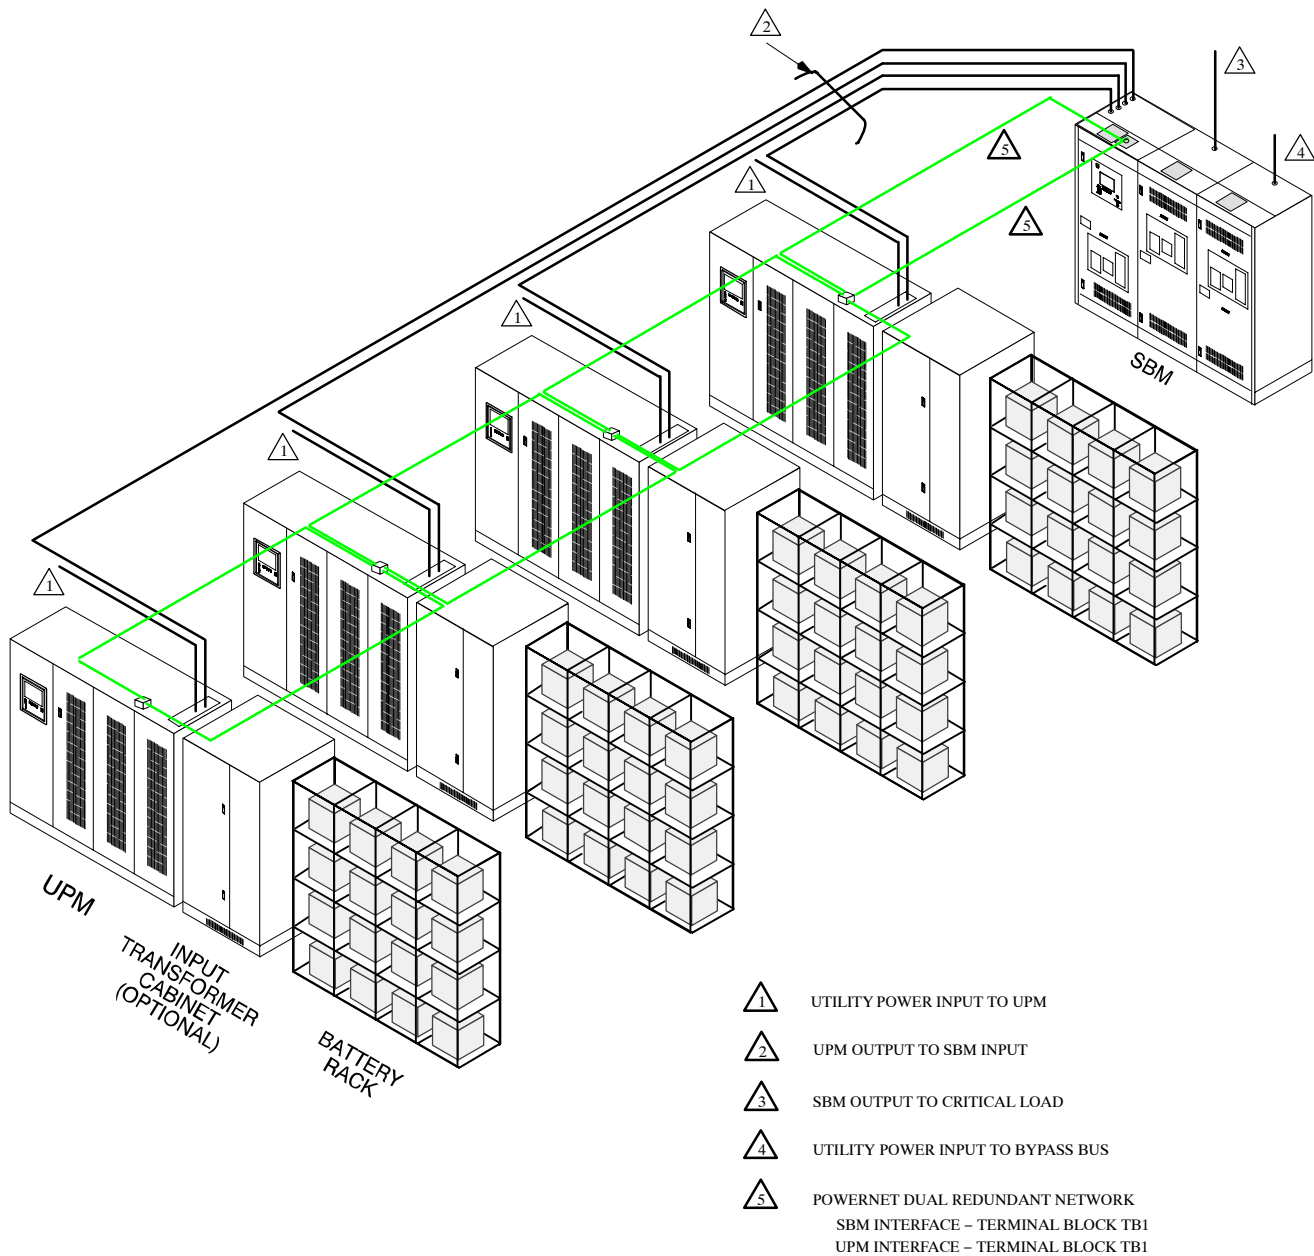 2
3
4
5
1
5
SBM
1
1
1
UPM
INPUT
TRANSFORMER
CABINET
(OPTIONAL)
BATTERY
RACK
1 UTILITY POWER INPUT TO UPM
2 UPM OUTPUT TO SBM INPUT
3 SBM OUTPUT TO CRITICAL LOAD
4 UTILITY POWER INPUT TO BYPASS BUS
5 POWERNET DUAL REDUNDANT NETWORK
SBM INTERFACE – TERMINAL BLOCK TB1
UPM INTERFACE – TERMINAL BLOCK TB1